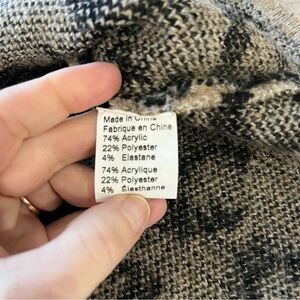 Made in China
Fabrique en Chine
74% Acrylic
22% Polyester
4% Elastane
74% Acrylique
22% Polyester
4% Élasthanne